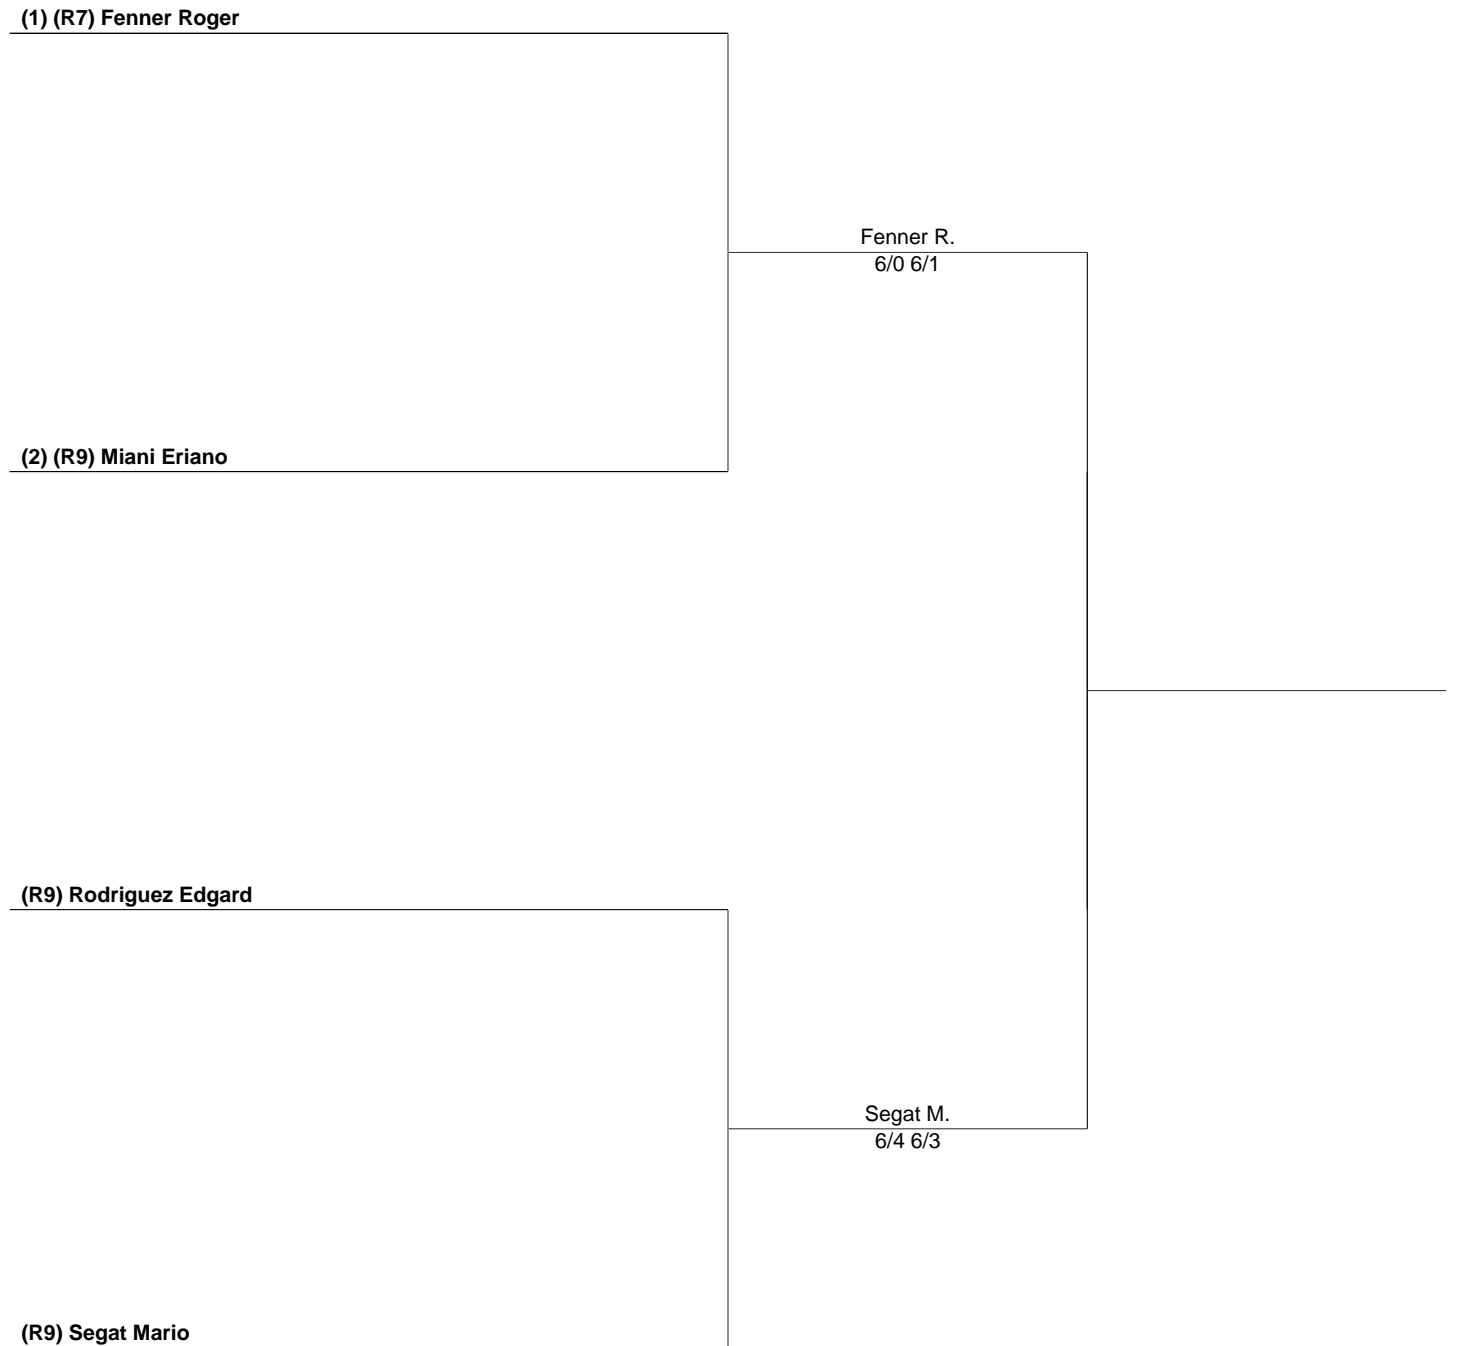 (1) (R7) Fenner Roger
Fenner R.
6/0 6/1
(2) (R9) Miani Eriano
(R9) Rodriguez Edgard
Segat M.
6/4 6/3
(R9) Segat Mario